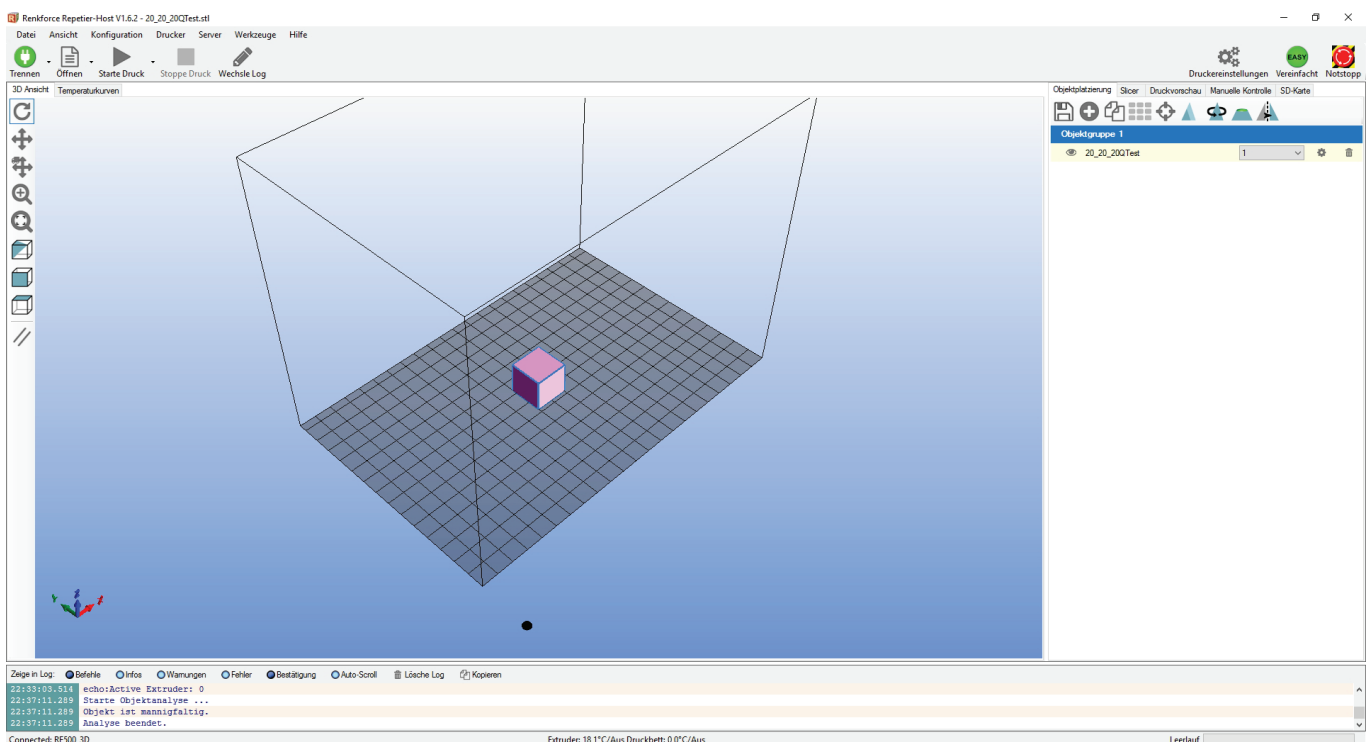 Renkforce Repetier-Host V1.6.2 - 20_20_20QTest.stl
Datei Ansicht Konfiguration Drucker Server Werkzeuge Hilfe
Trennen Öffnen Starte Druck Stoppe Druck Wechsle Log Druckereinstellungen EASY Vereinfacht Notstopp
3D Ansicht Temperaturkurven Objektplatzierung Slicer Druckvorschau Manuelle Kontrolle SD-Karte
Objektgruppe 1
20_20_20QTest 1
Zeige in Log: Befehle Infos Warnungen Fehler Bestätigung Auto-Scroll Lösche Log Kopieren
22:33:03.514 echo:Active Extruder: 0
22:37:11.289 Starte Objektanalyse ...
22:37:11.289 Objekt ist mannigfaltig.
22:37:11.289 Analyse beendet.
Connected: RF500_3D Extruder: 18.1°C/Aus Druckbett: 0.0°C/Aus Leerlauf